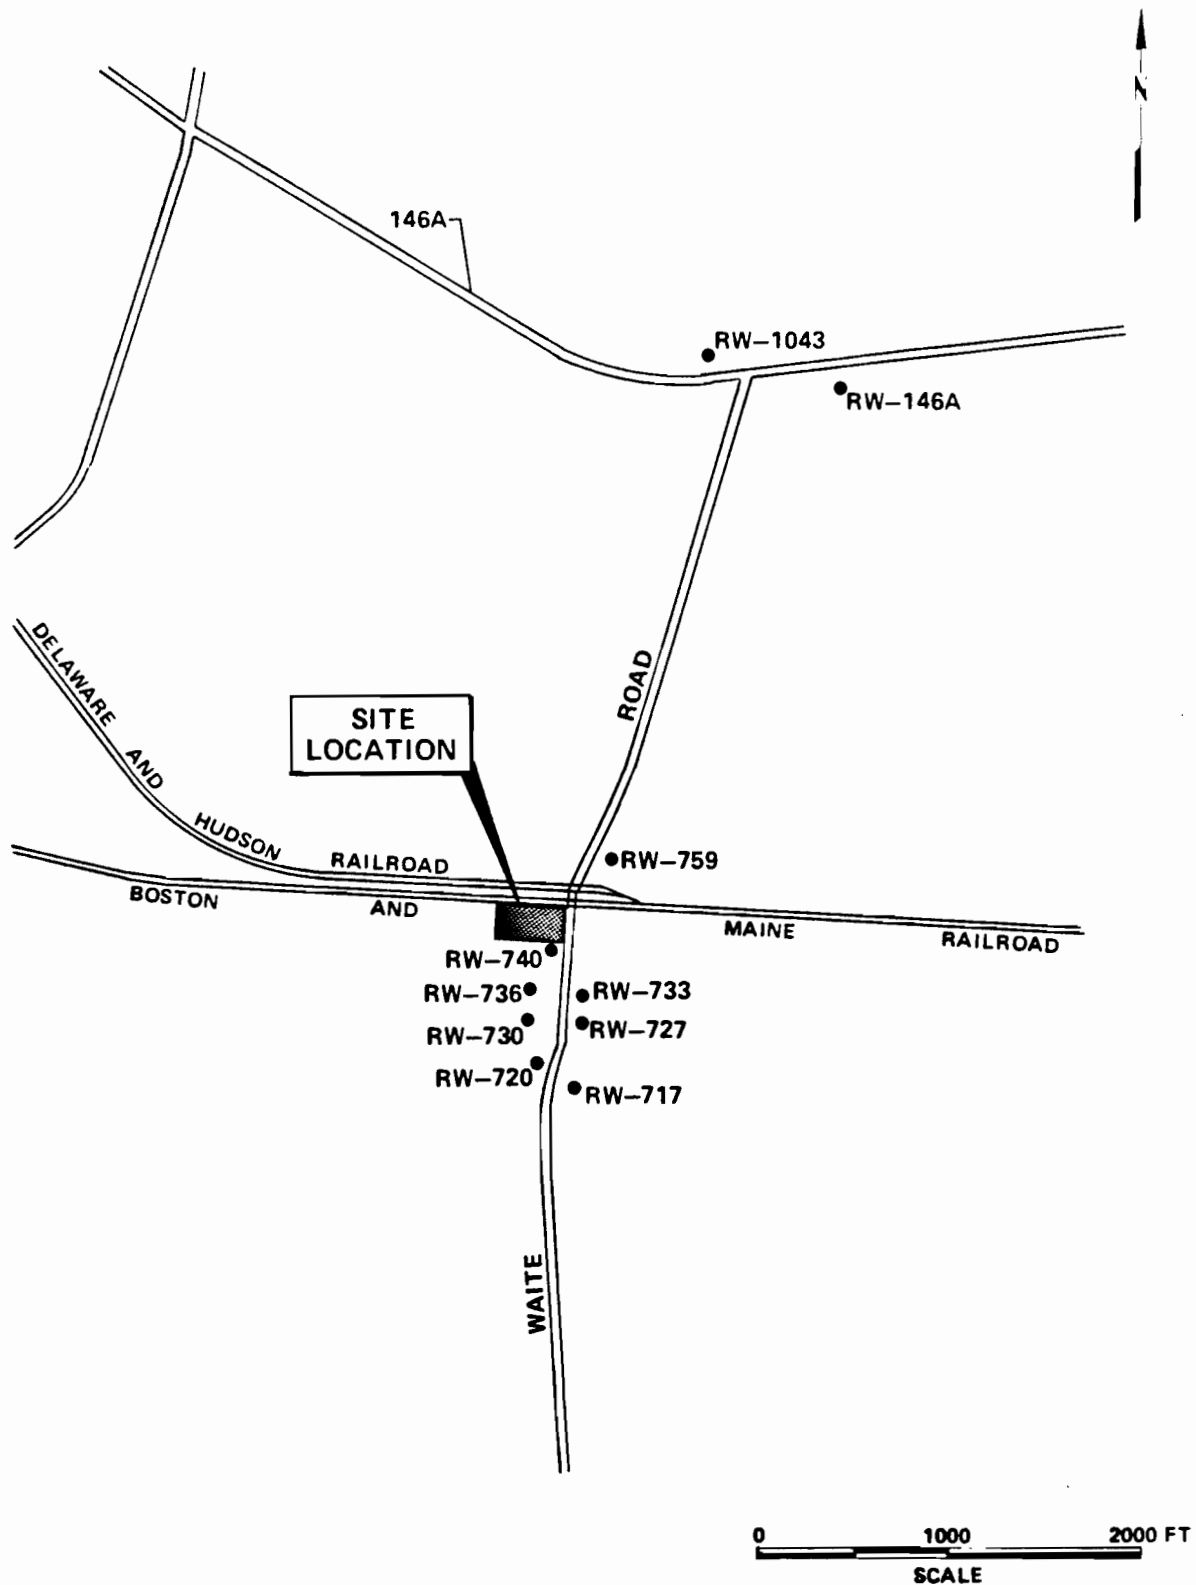 N
146A
RW-1043
RW-146A
ROAD
DELAWARE AND HUDSON RAILROAD
SITE
LOCATION
RW-759
BOSTON AND MAINE RAILROAD
RW-740
RW-736
RW-733
RW-730
RW-727
RW-720
RW-717
WAITE
0 1000 2000 FT
SCALE